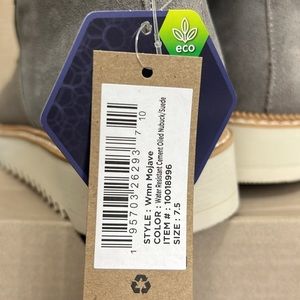 eco
1 95703 26293 7 10
STYLE: Wmn Mojave
COLOR: Water Resistant Cement Oiled Nubuck/Suede
ITEM #: 10018996
SIZE: 7.5